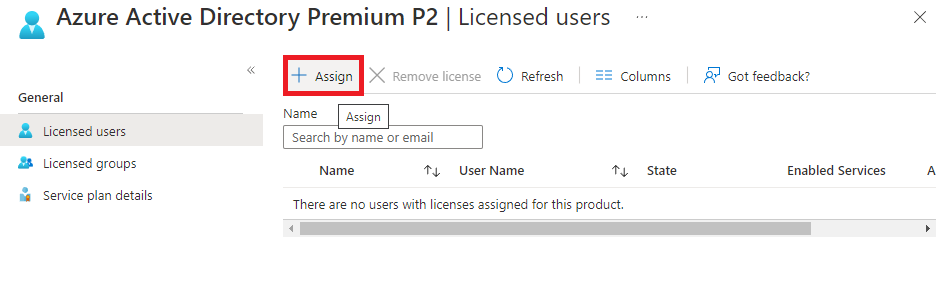 Azure Active Directory Premium P2 | Licensed users ...
General
Licensed users
Licensed groups
Service plan details
Assign Remove license Refresh Columns Got feedback?
Name
Assign
Search by name or email
Name User Name State Enabled Services A
There are no users with licenses assigned for this product.